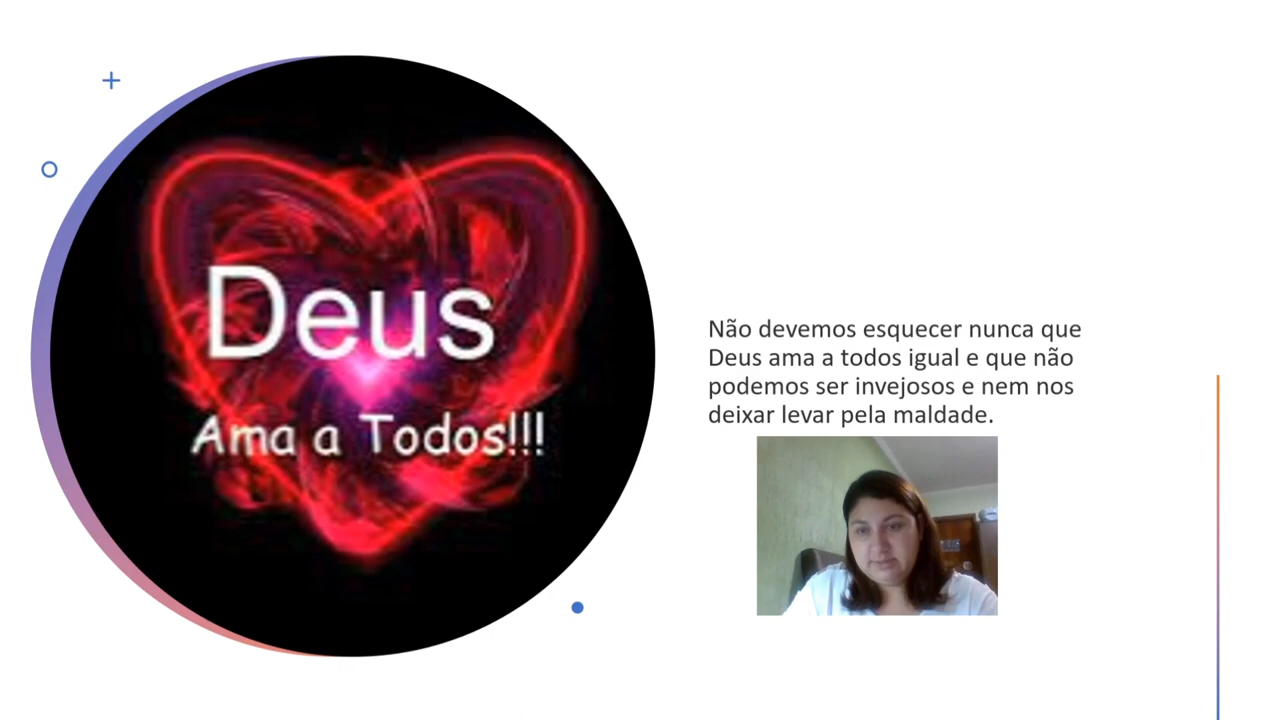 Deus
Ama a Todos!!!
Não devemos esquecer nunca que
Deus ama a todos igual e que não
podemos ser invejosos e nem nos
deixar levar pela maldade.